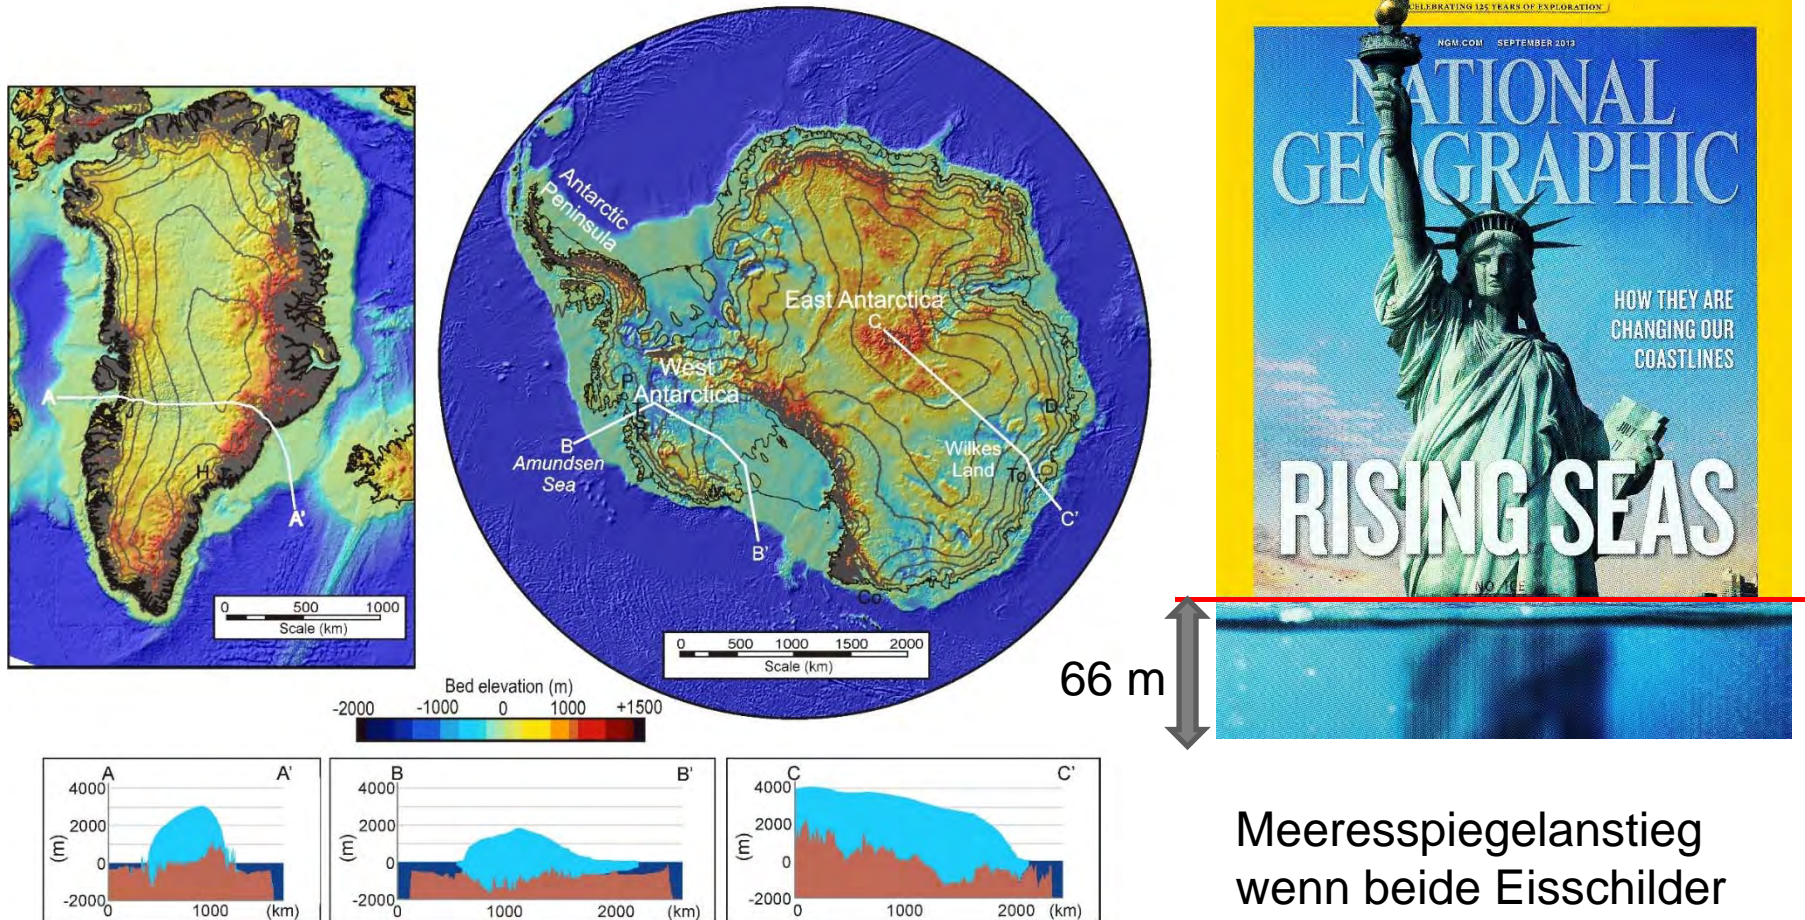 A
H
A'
0 500 1000
Scale (km)
Antarctic
Peninsula
East Antarctica
C
West
Antarctica
P
B
Amundsen
Sea
B'
Wilkes
Land
D
To
C'
Co
0 500 1000 1500 2000
Scale (km)
Bed elevation (m)
-2000 -1000 0 1000 +1500
A A'
4000
2000
0
-2000
(m)
0 1000 (km)
B B'
4000
2000
0
-2000
(m)
0 1000 2000 (km)
C C'
4000
2000
0
-2000
(m)
0 1000 2000 (km)
CELEBRATING 125 YEARS OF EXPLORATION
NGM.COM SEPTEMBER 2013
NATIONAL
GEOGRAPHIC
HOW THEY ARE
CHANGING OUR
COASTLINES
RISING SEAS
NO ICE
66 m
Meeresspiegelanstieg
wenn beide Eisschilder